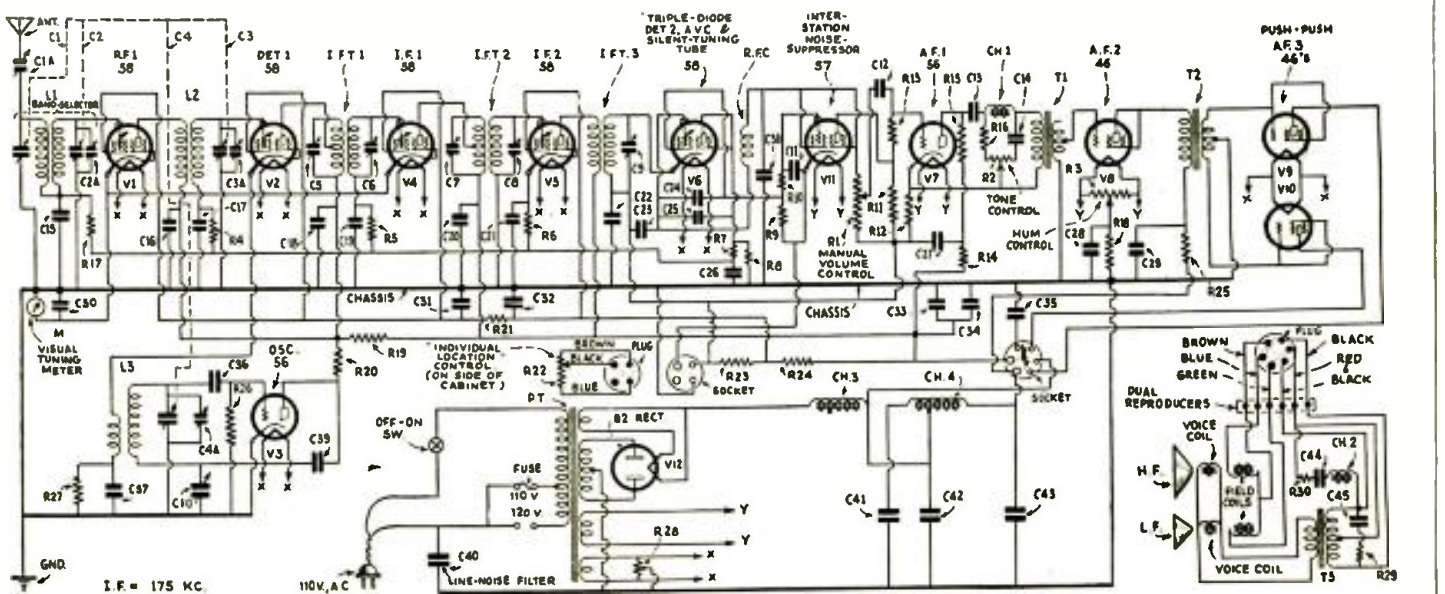 ANT.
C1
C2
C4
C3
C1A
L1
BAND-SELECTOR
R.F.1
58
L2
DET 1
58
I.F.T 1
I.F.1
58
I.F.T 2
I.F.2
58
I.F.T. 3
TRIPLE-DIODE
DET 2, A.V.C &
SILENT-TUNING
TUBE
R.F.C
INTER-
STATION
NOISE-
SUPPRESSOR
57
C12
R13
A.F.1
56
R15
C13
CH.1
C14
T1
A.F.2
46
T2
PUSH-PUSH
A.F.3
46's
C2A
V1
C3A
V2
C5
C6
V4
C7
C8
V5
V6
C11
V11
R16
R2
V7
R3
V8
V9
V10
C15
R17
C16
C17
R4
C18
C19
R5
C20
C21
R6
C22
C23
C24
C25
R7
C26
R8
R9
R10
R11
R12
R1
MANUAL
VOLUME
CONTROL
R14
TONE
CONTROL
HUM
CONTROL
C28
R18
C29
R25
X
Y
C30
M
VISUAL
TUNING
METER
CHASSIS
C31
C32
R21
CHASSIS
C33
C34
C35
R19
R20
L3
C36
R26
OSC.
56
V3
C4A
C39
R27
C37
"INDIVIDUAL
LOCATION
CONTROL
(ON SIDE OF
CABINET)
BROWN
BLACK
BLUE
PLUG
R22
SOCKET
R23
R24
CH.3
CH.4
SOCKET
PLUG
BROWN
BLUE
GREEN
BLACK
RED
BLACK
DUAL
REPRODUCERS
P.T
82 RECT
V12
OFF-ON
SW
FUSE
110 V
120 V.
C41
C42
C43
Y
Y
R28
X
X
C40
LINE-NOISE FILTER
110V., A C
GND.
I.F. = 175 KC.
VOICE
COIL
H.F.
FIELD
COILS
L.F.
VOICE COIL
CH.2
C44
R30
C45
R29